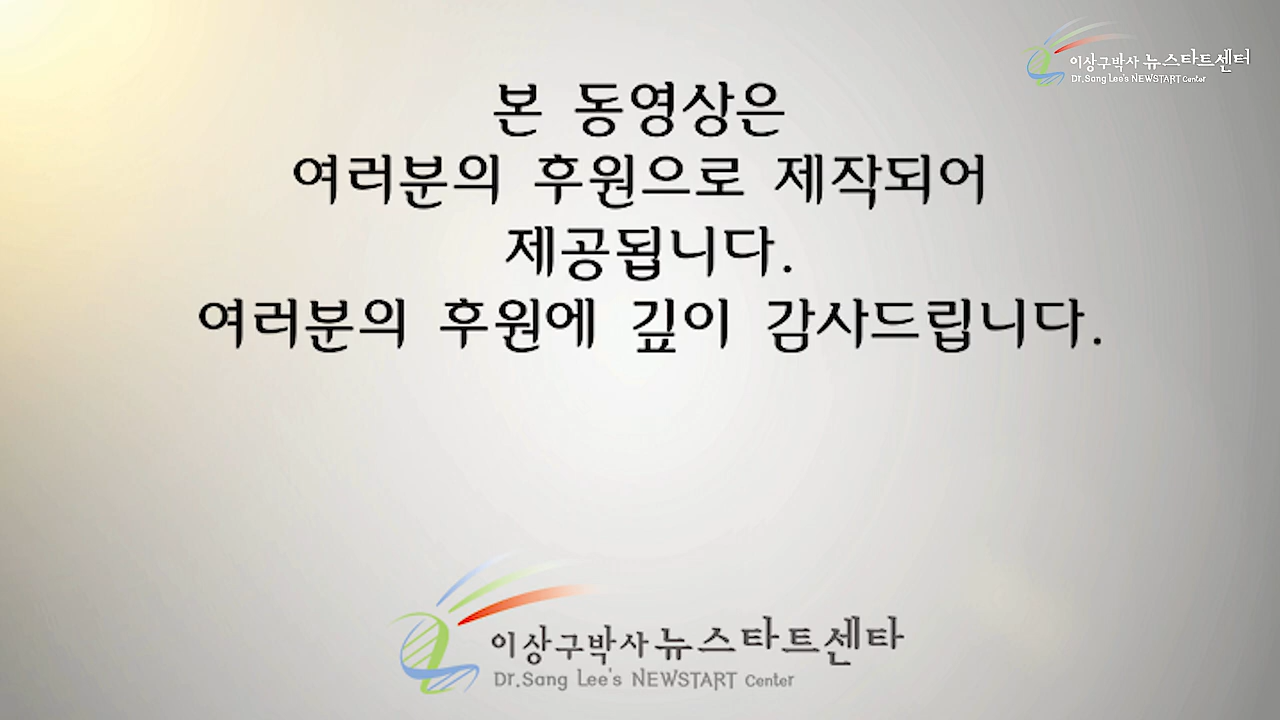 이상구박사 뉴스타트센터
Dr.Sang Lee's NEWSTART Center
본 동영상은
여러분의 후원으로 제작되어
제공됩니다.
여러분의 후원에 깊이 감사드립니다.
이상구박사 뉴스타트센타
Dr.Sang Lee's NEWSTART Center